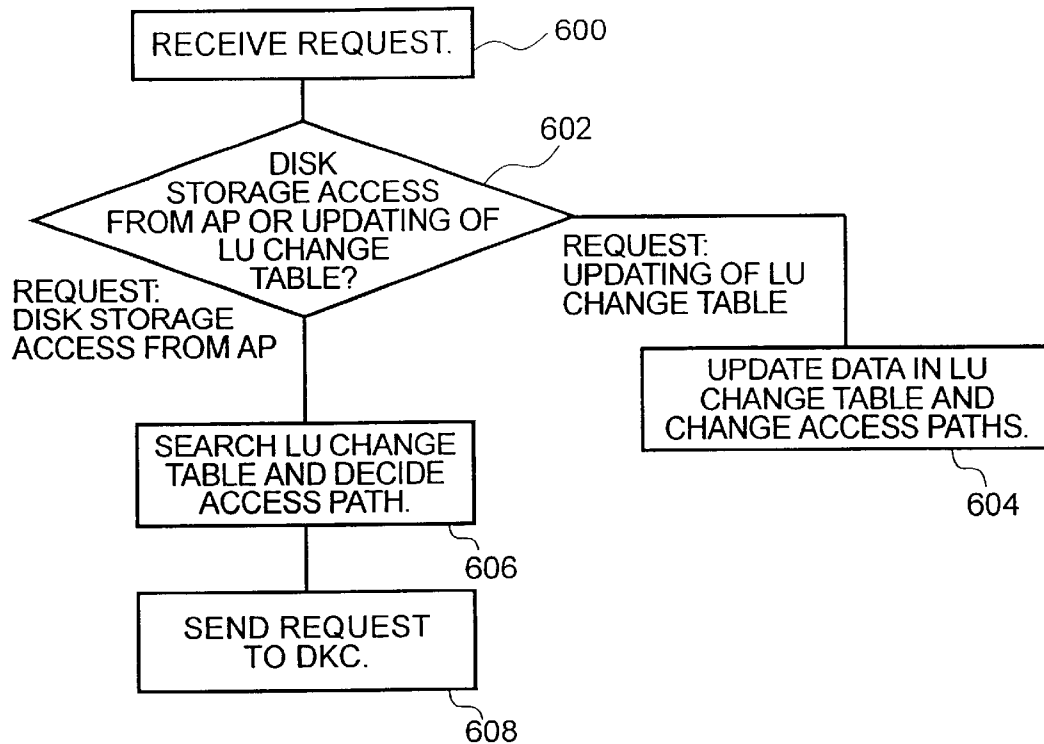 RECEIVE REQUEST.
600
602
DISK
STORAGE ACCESS
FROM AP OR UPDATING OF
LU CHANGE
TABLE?
REQUEST:
DISK STORAGE
ACCESS FROM AP
REQUEST:
UPDATING OF LU
CHANGE TABLE
UPDATE DATA IN LU
CHANGE TABLE AND
CHANGE ACCESS PATHS.
604
SEARCH LU CHANGE
TABLE AND DECIDE
ACCESS PATH.
606
SEND REQUEST
TO DKC.
608